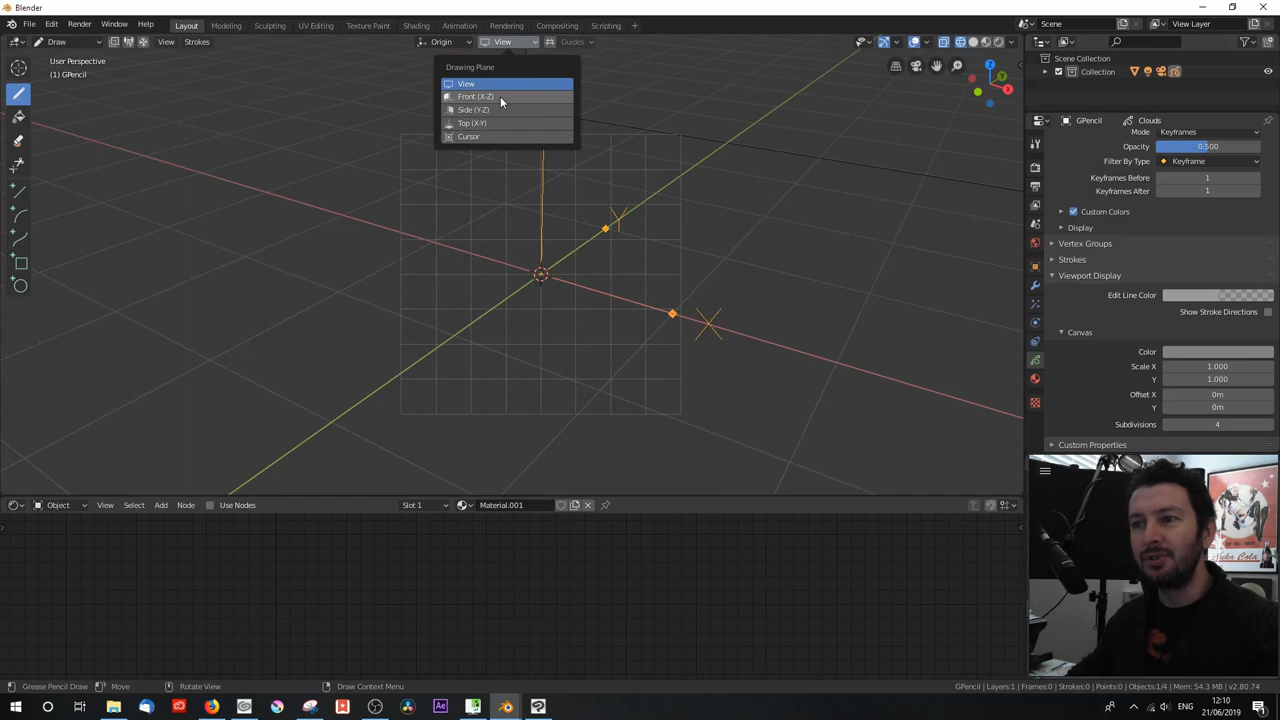 Blender
File Edit Render Window Help Layout Modeling Sculpting UV Editing Texture Paint Shading Animation Rendering Compositing Scripting + Scene View Layer
Draw View Strokes Origin View Guides
User Perspective
(1) GPencil
Drawing Plane
View
Front (X-Z)
Side (Y-Z)
Top (X-Y)
Cursor
Z
X
Y
Scene Collection
Collection
GPencil Clouds
Mode Keyframes
Opacity 0.500
Filter By Type Keyframe
Keyframes Before 1
Keyframes After 1
Custom Colors
Display
Vertex Groups
Strokes
Viewport Display
Edit Line Color
Show Stroke Directions
Canvas
Color
Scale X 1.000
Y 1.000
Offset X 0m
Y 0m
Subdivisions 4
Custom Properties
Object View Select Add Node Use Nodes Slot 1 Material.001
Nuka Cola
Grease Pencil Draw Move Rotate View Draw Context Menu GPencil | Layers:1 | Frames:0 | Strokes:0 | Points:0 | Objects:1/4 | Mem: 54.3 MB | v2.80.74
Ae ENG 12:10
21/06/2019